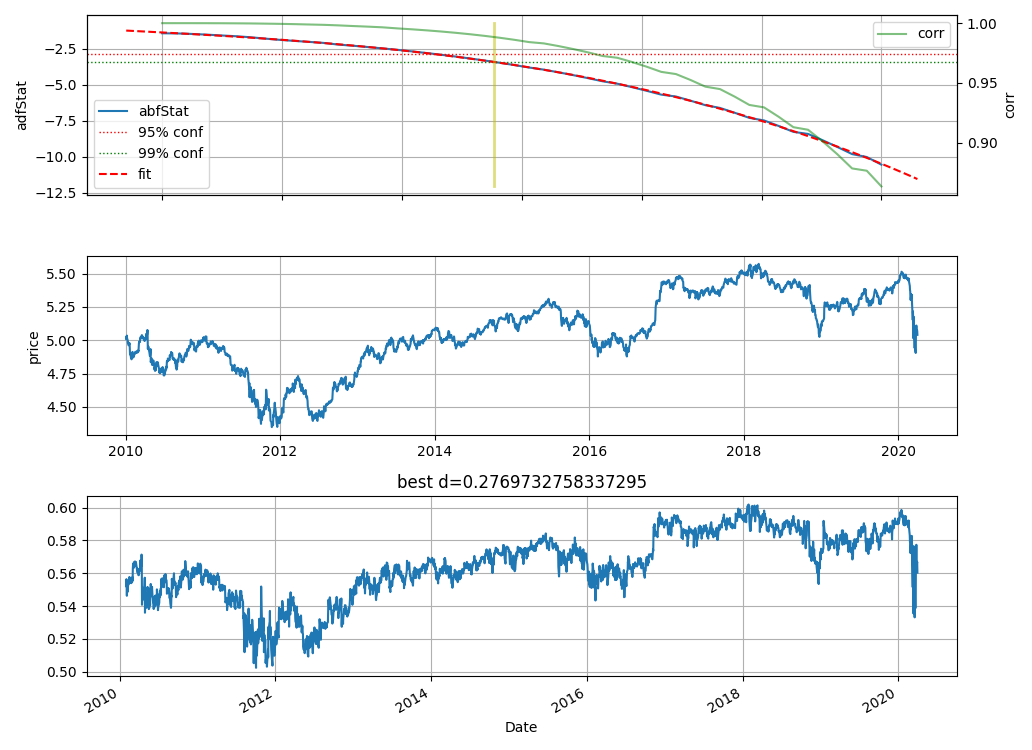 adfStat
−2.5
−5.0
−7.5
−10.0
−12.5
abfStat
95% conf
99% conf
fit
corr
1.00
0.95
0.90
corr
price
5.50
5.25
5.00
4.75
4.50
2010 2012 2014 2016 2018 2020
best d=0.2769732758337295
0.60
0.58
0.56
0.54
0.52
0.50
2010 2012 2014 2016 2018 2020
Date